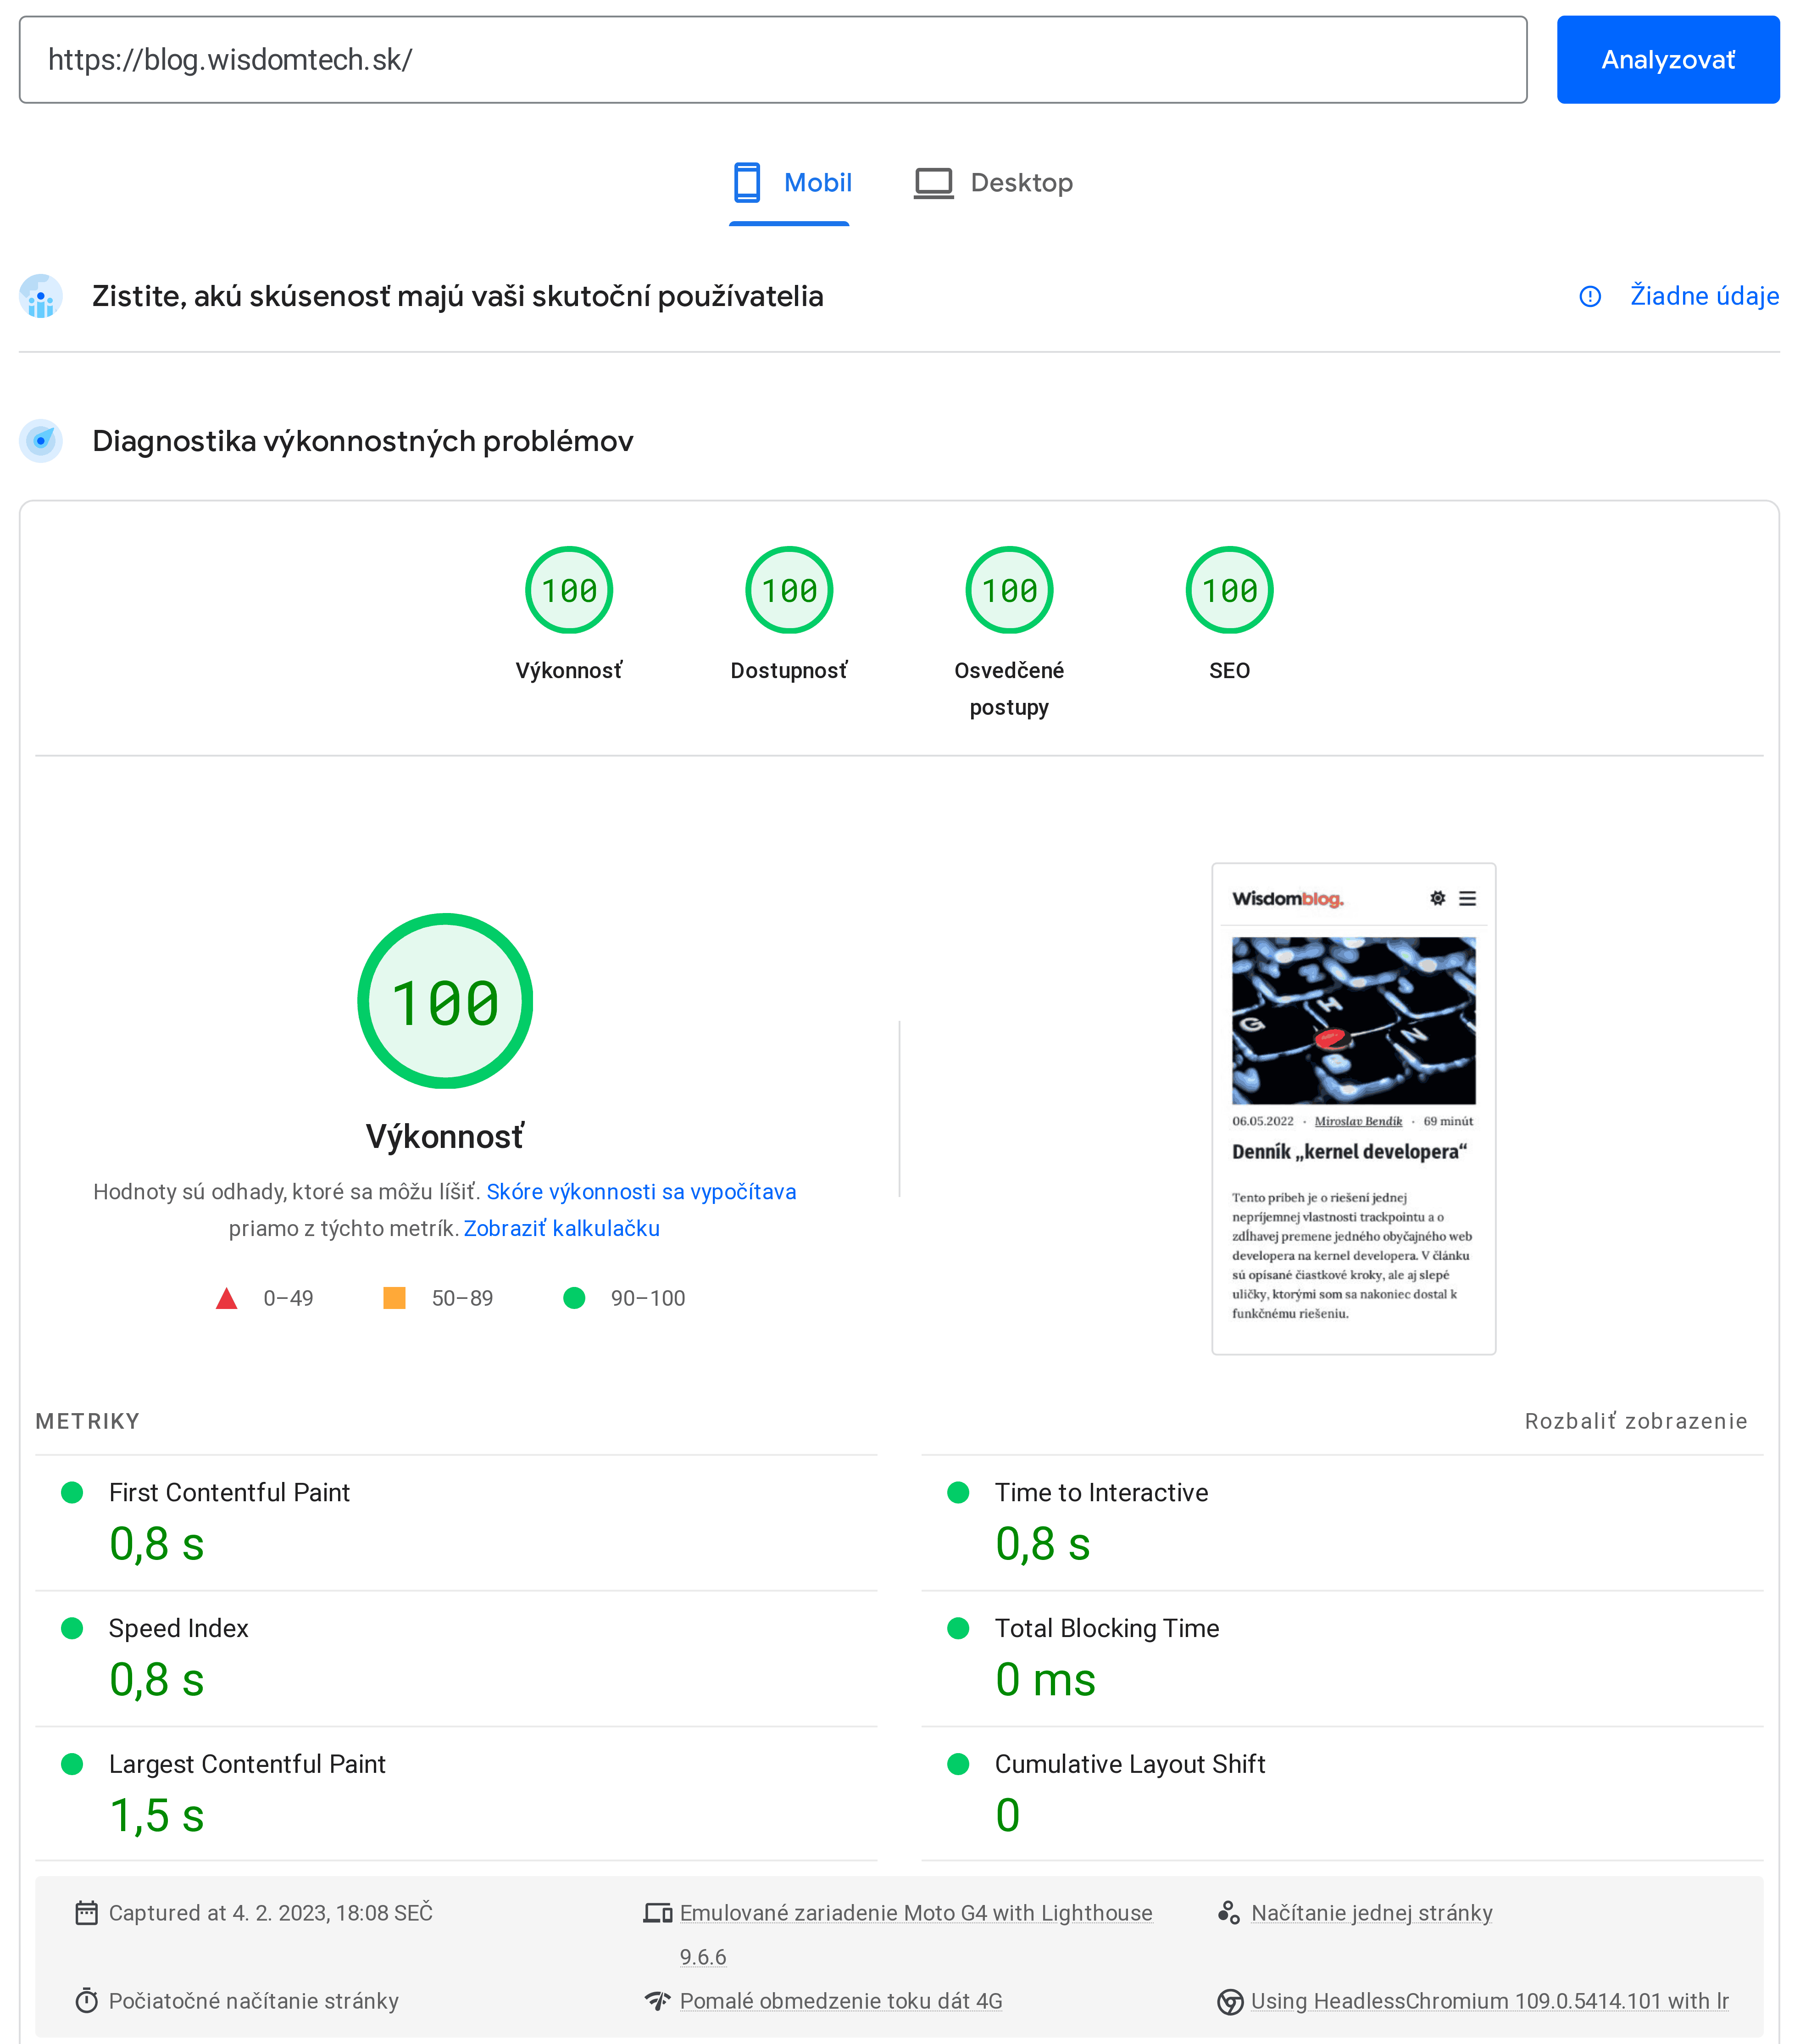 https://blog.wisdomtech.sk/
Analyzovať
Mobil
Desktop
Zistite, akú skúsenosť majú vaši skutoční používatelia
Žiadne údaje
Diagnostika výkonnostných problémov
100
100
100
100
Výkonnosť
Dostupnosť
Osvedčené
postupy
SEO
100
Výkonnosť
Hodnoty sú odhady, ktoré sa môžu líšiť. Skóre výkonnosti sa vypočítava
priamo z týchto metrík. Zobraziť kalkulačku
0–49
50–89
90–100
Wisdomblog.
G
H
N
B
06.05.2022 · Miroslav Bendík · 69 minút
Denník „kernel developera“
Tento príbeh je o riešení jednej
nepríjemnej vlastnosti trackpointu a o
zdĺhavej premene jedného obyčajného web
developera na kernel developera. V článku
sú opísané čiastkové kroky, ale aj slepé
uličky, ktorými som sa nakoniec dostal k
funkčnému riešeniu.
METRIKY
Rozbaliť zobrazenie
First Contentful Paint
0,8 s
Time to Interactive
0,8 s
Speed Index
0,8 s
Total Blocking Time
0 ms
Largest Contentful Paint
1,5 s
Cumulative Layout Shift
0
Captured at 4. 2. 2023, 18:08 SEČ
Emulované zariadenie Moto G4 with Lighthouse
9.6.6
Načítanie jednej stránky
Počiatočné načítanie stránky
Pomalé obmedzenie toku dát 4G
Using HeadlessChromium 109.0.5414.101 with lr